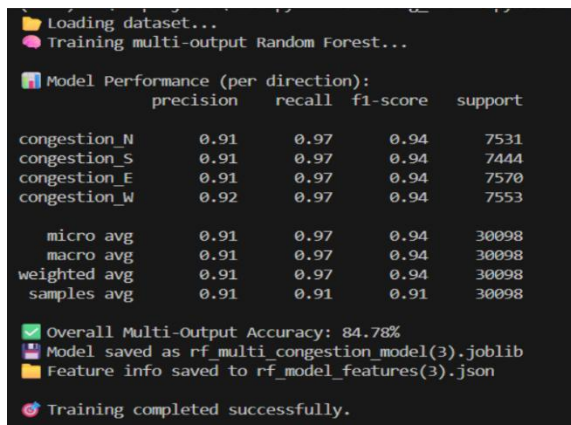 📂 Loading dataset...
🧠 Training multi-output Random Forest...
📊 Model Performance (per direction):
precision recall f1-score support
congestion_N 0.91 0.97 0.94 7531
congestion_S 0.91 0.97 0.94 7444
congestion_E 0.91 0.97 0.94 7570
congestion_W 0.92 0.97 0.94 7553
micro avg 0.91 0.97 0.94 30098
macro avg 0.91 0.97 0.94 30098
weighted avg 0.91 0.97 0.94 30098
samples avg 0.91 0.91 0.91 30098
✅ Overall Multi-Output Accuracy: 84.78%
💾 Model saved as rf_multi_congestion_model(3).joblib
📁 Feature info saved to rf_model_features(3).json
🎯 Training completed successfully.